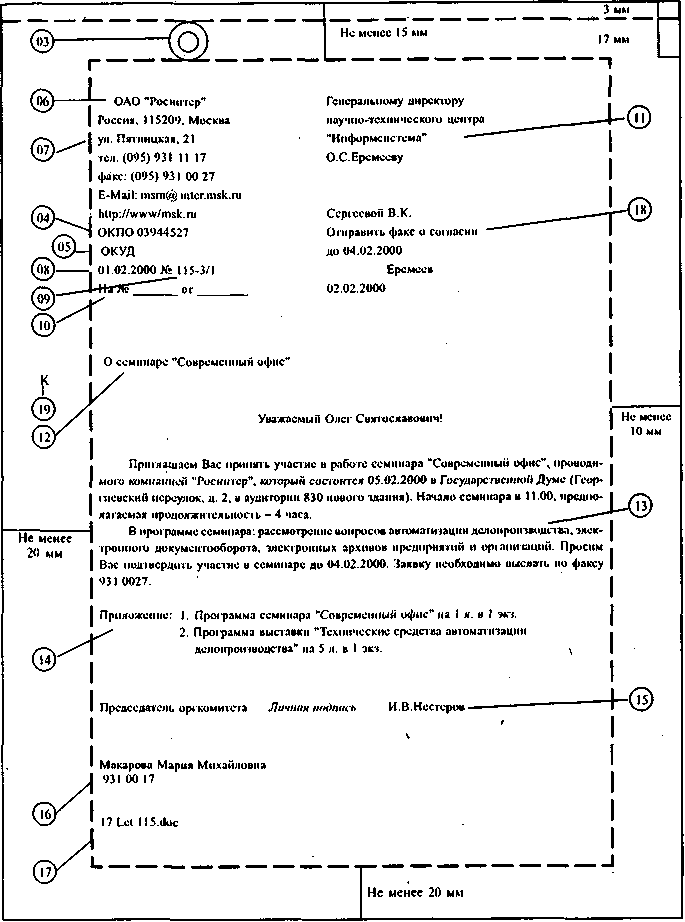 3 мм
03
Не менее 15 мм
17 мм
06
ОАО "Росинтер"
Россия, 115209, Москва
07
ул. Пятницкая, 21
тел. (095) 931 11 17
факс: (095) 931 00 27
E-Mail: msm@ inter.msk.ru
http://www/msk.ru
04
ОКПО 03944527
05
ОКУД
08
01.02.2000 № 115-3/1
09
На № ______ от ______
10
Генеральному директору
научно-технического центра
"Информсистема"
11
О.С.Еремееву
Сергеевой В.К.
18
Отправить факс о согласии
до 04.02.2000
Еремеев
02.02.2000
О семинаре "Современный офис"
К
19
12
Уважаемый Олег Святославович!
Не менее
10 мм
Приглашаем Вас принять участие в работе семинара "Современный офис", проводи-
мого компанией "Росинтер", который состоится 05.02.2000 в Государственной Думе (Геор-
гиевский переулок, д. 2, в аудитории 830 нового здания). Начало семинара в 11.00, предпо-
лагаемая продолжительность – 4 часа.
13
В программе семинара: рассмотрение вопросов автоматизации делопроизводства, элек-
тронного документооборота, электронных архивов предприятий и организаций. Просим
Вас подтвердить участие в семинаре до 04.02.2000. Заявку необходимо выслать по факсу
931 0027.
Не менее
20 мм
Приложение: 1. Программа семинара "Современный офис" на 1 л. в 1 экз.
2. Программа выставки "Технические средства автоматизации
делопроизводства" на 5 л. в 1 экз.
14
Председатель оргкомитета Личная подпись И.В.Нестеров
15
Макарова Мария Михайловна
931 00 17
16
17 Let 115.doc
17
Не менее 20 мм